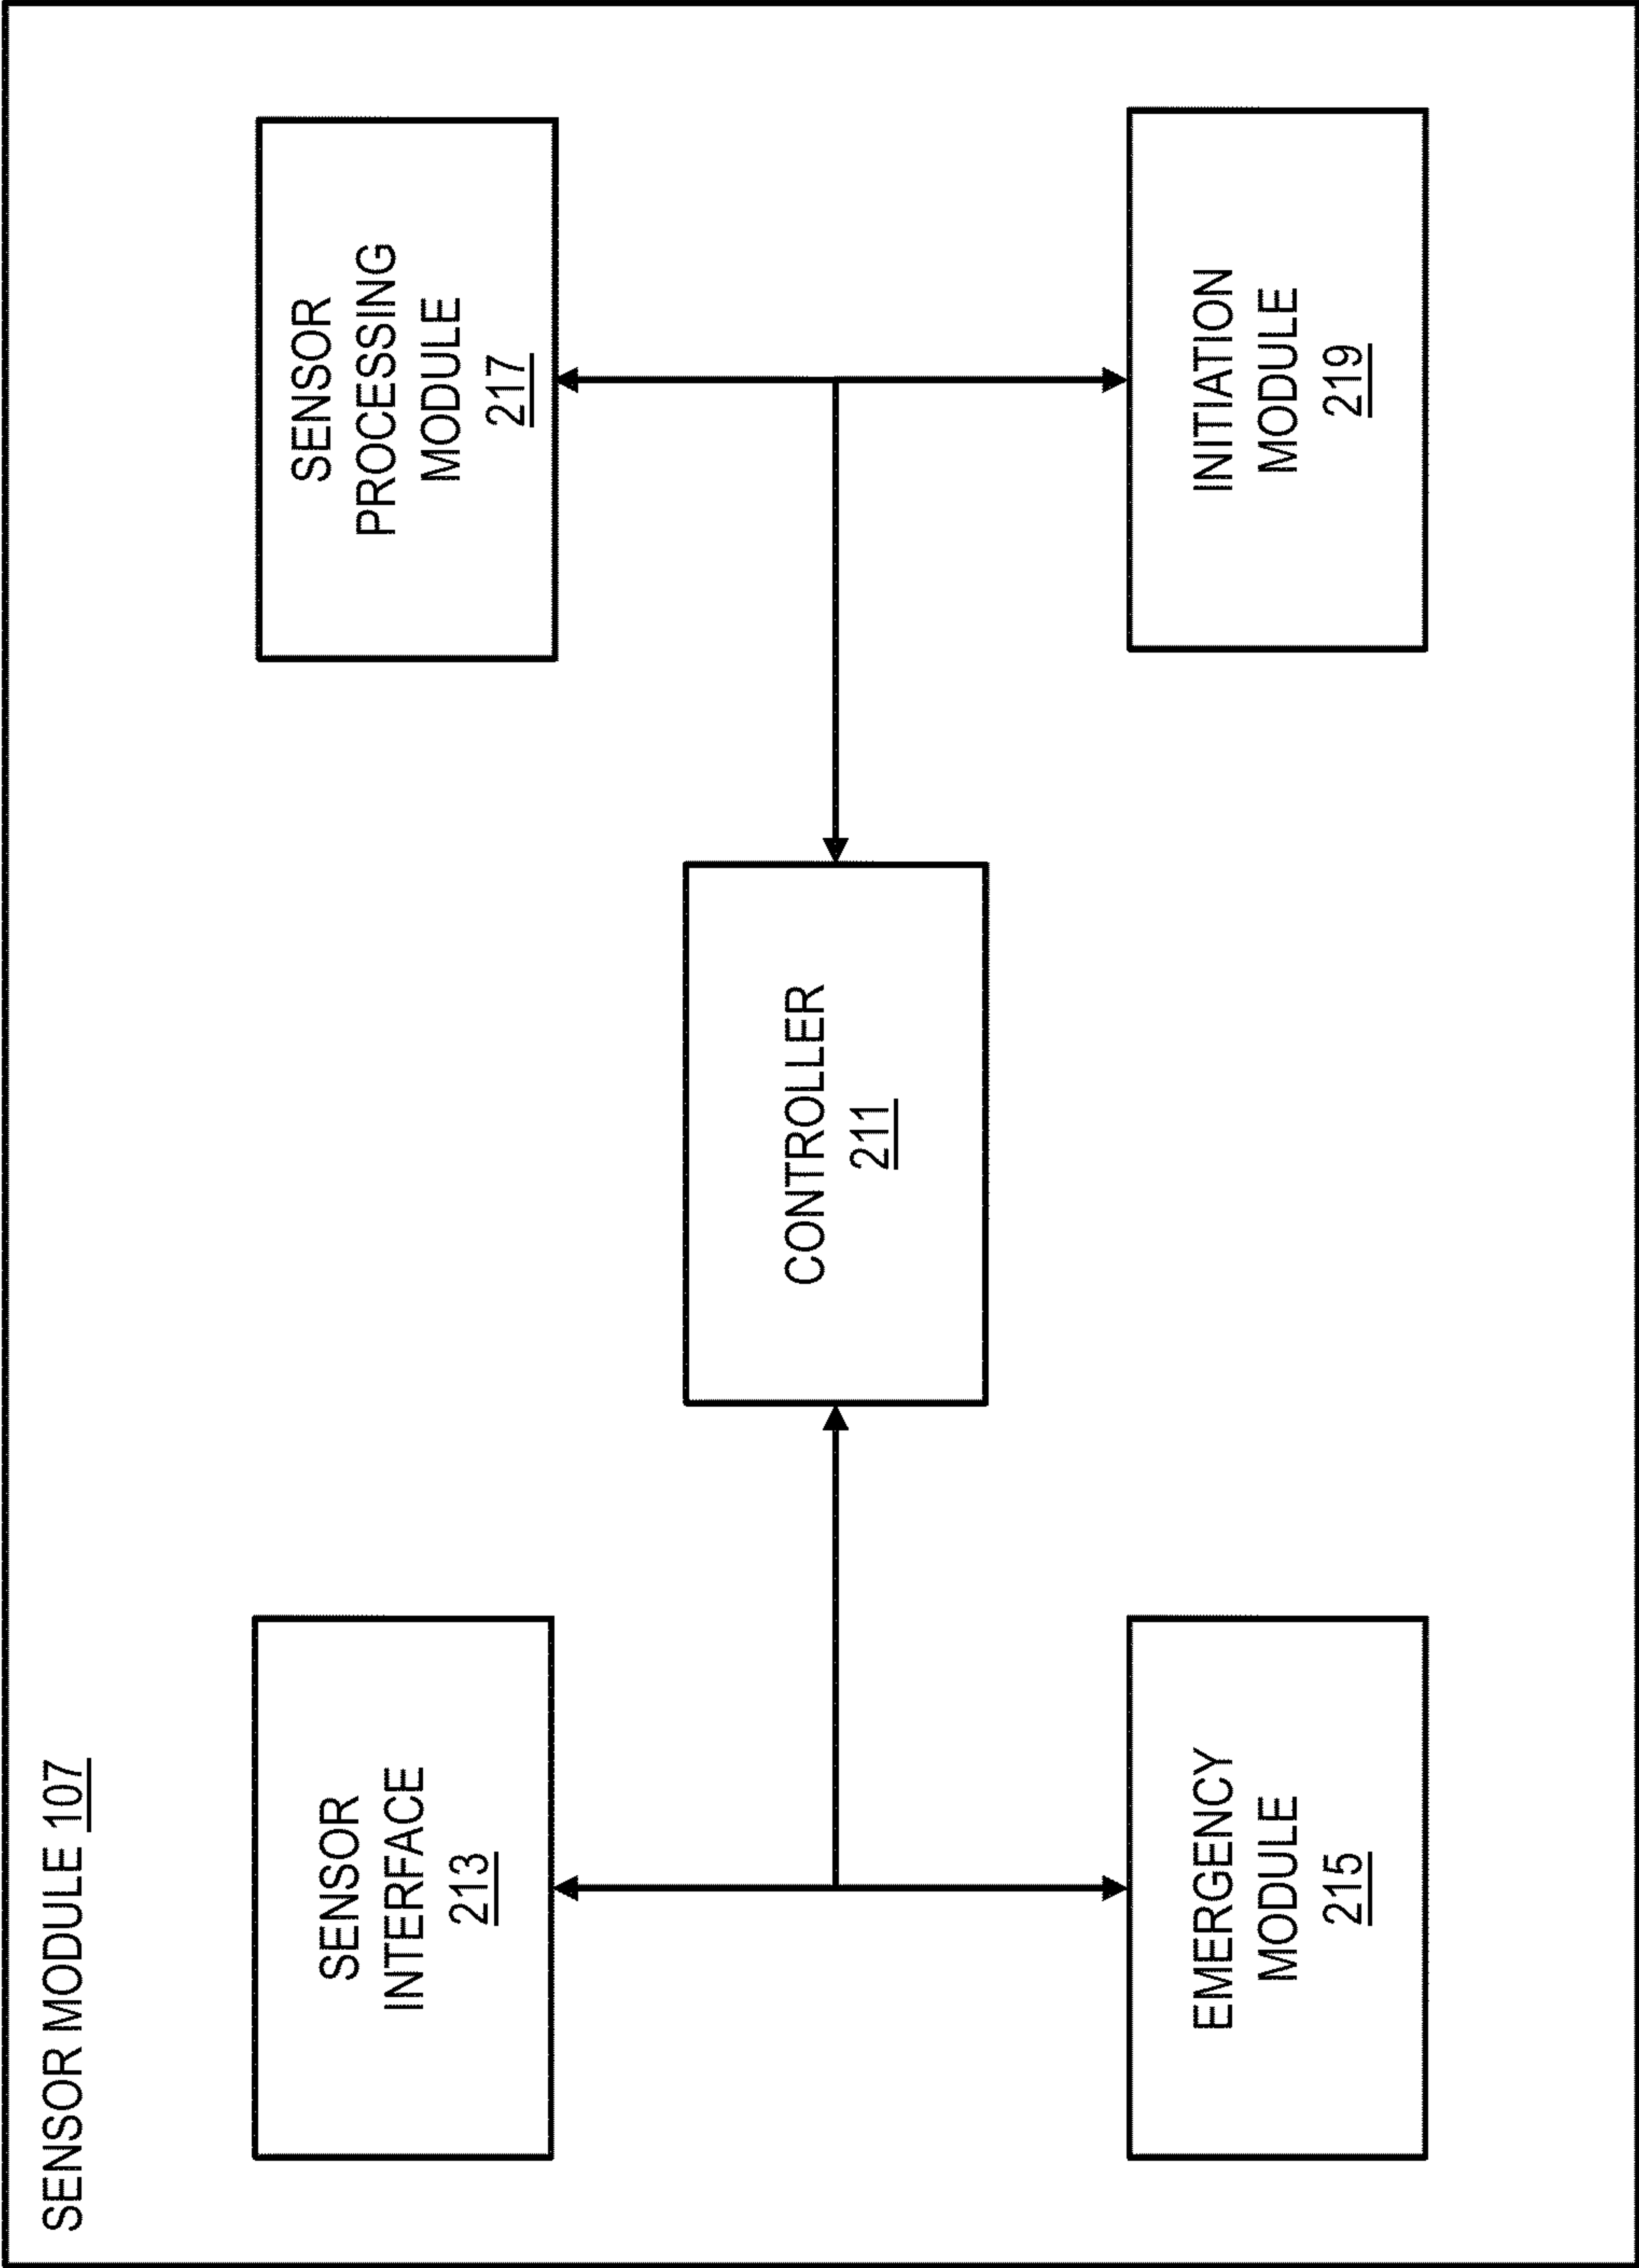 SENSOR MODULE 107
SENSOR
INTERFACE
213
SENSOR
PROCESSING
MODULE
217
CONTROLLER
211
EMERGENCY
MODULE
215
INITIATION
MODULE
219